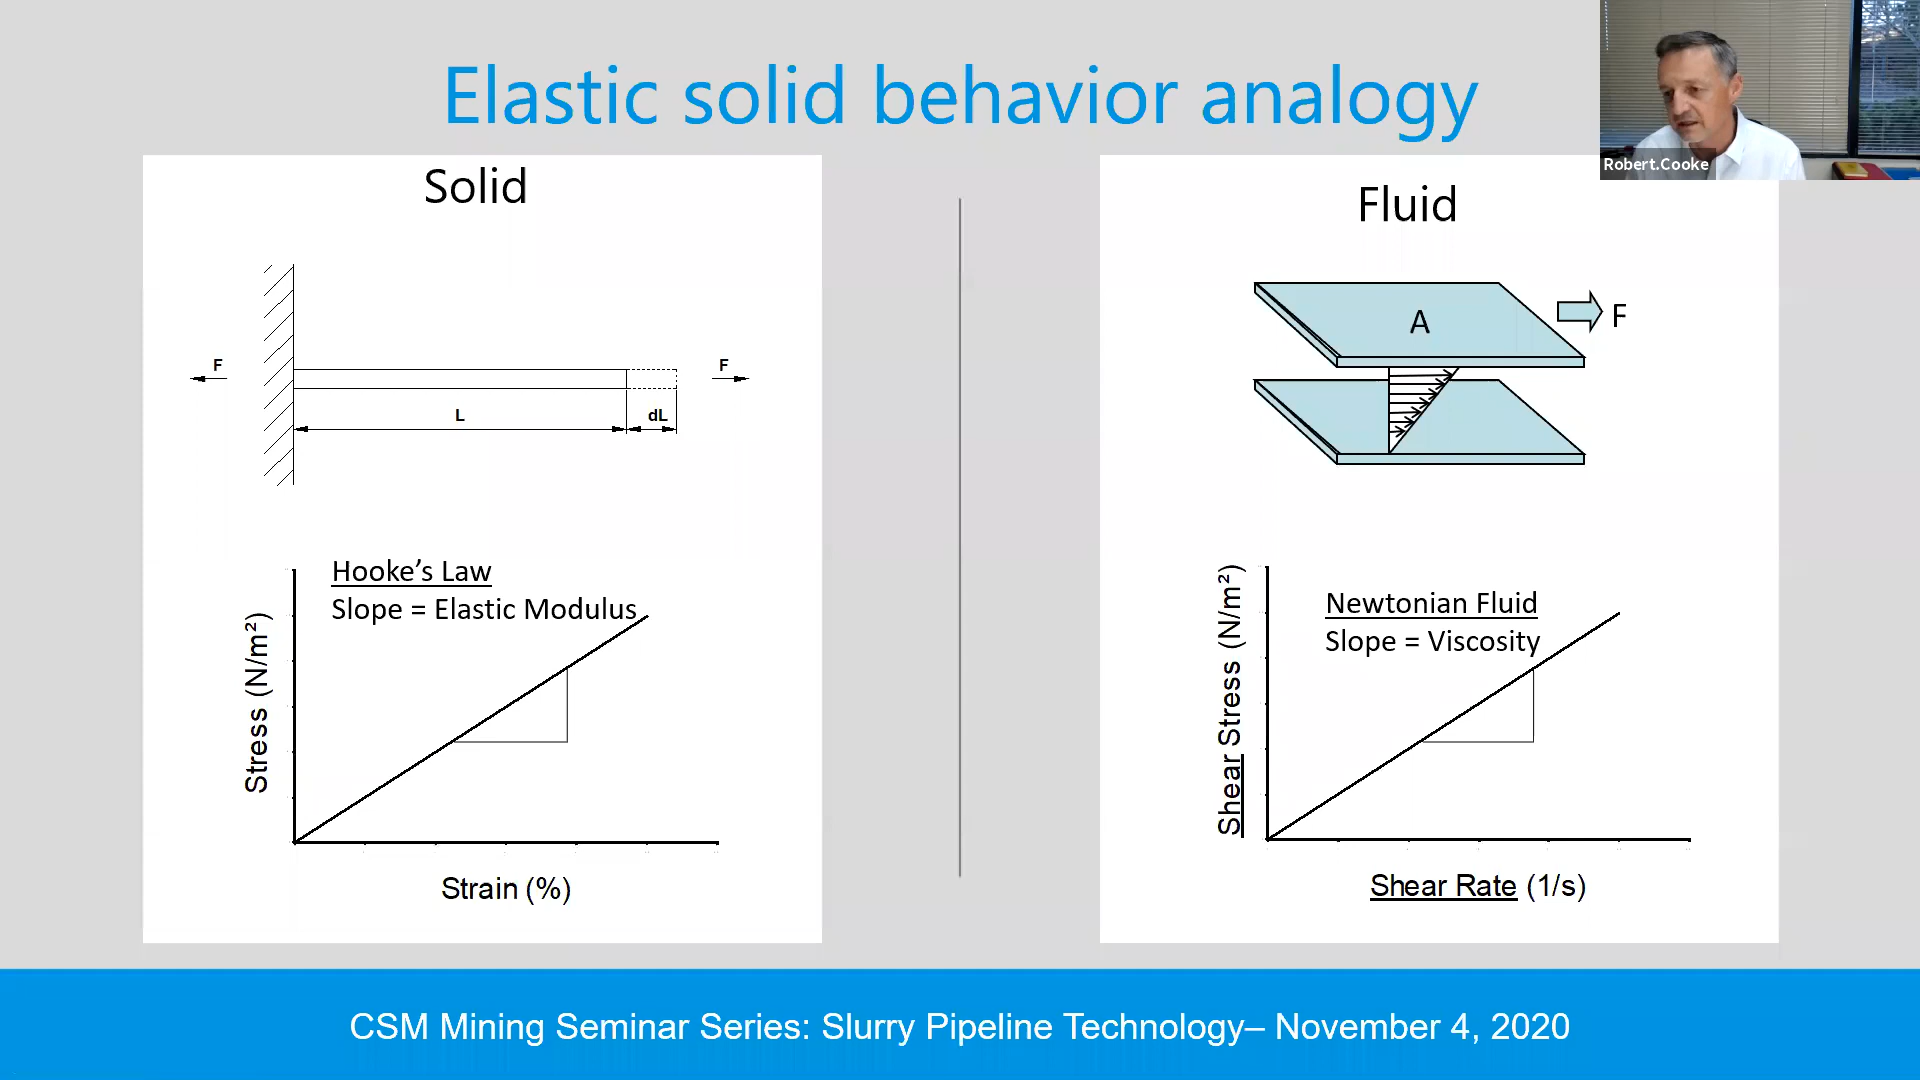 Elastic solid behavior analogy
Robert.Cooke
Solid
F
F
L
dL
Hooke's Law
Slope = Elastic Modulus
Stress (N/m²)
Strain (%)
Fluid
A
F
Newtonian Fluid
Slope = Viscosity
Shear Stress (N/m²)
Shear Rate (1/s)
CSM Mining Seminar Series: Slurry Pipeline Technology– November 4, 2020